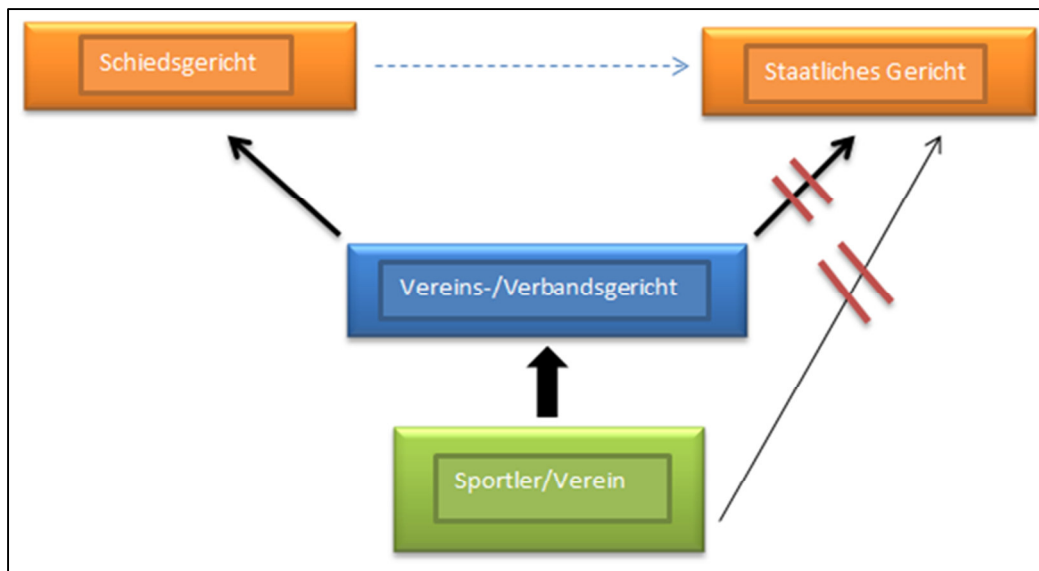 Schiedsgericht
Staatliches Gericht
Vereins-/Verbandsgericht
Sportler/Verein